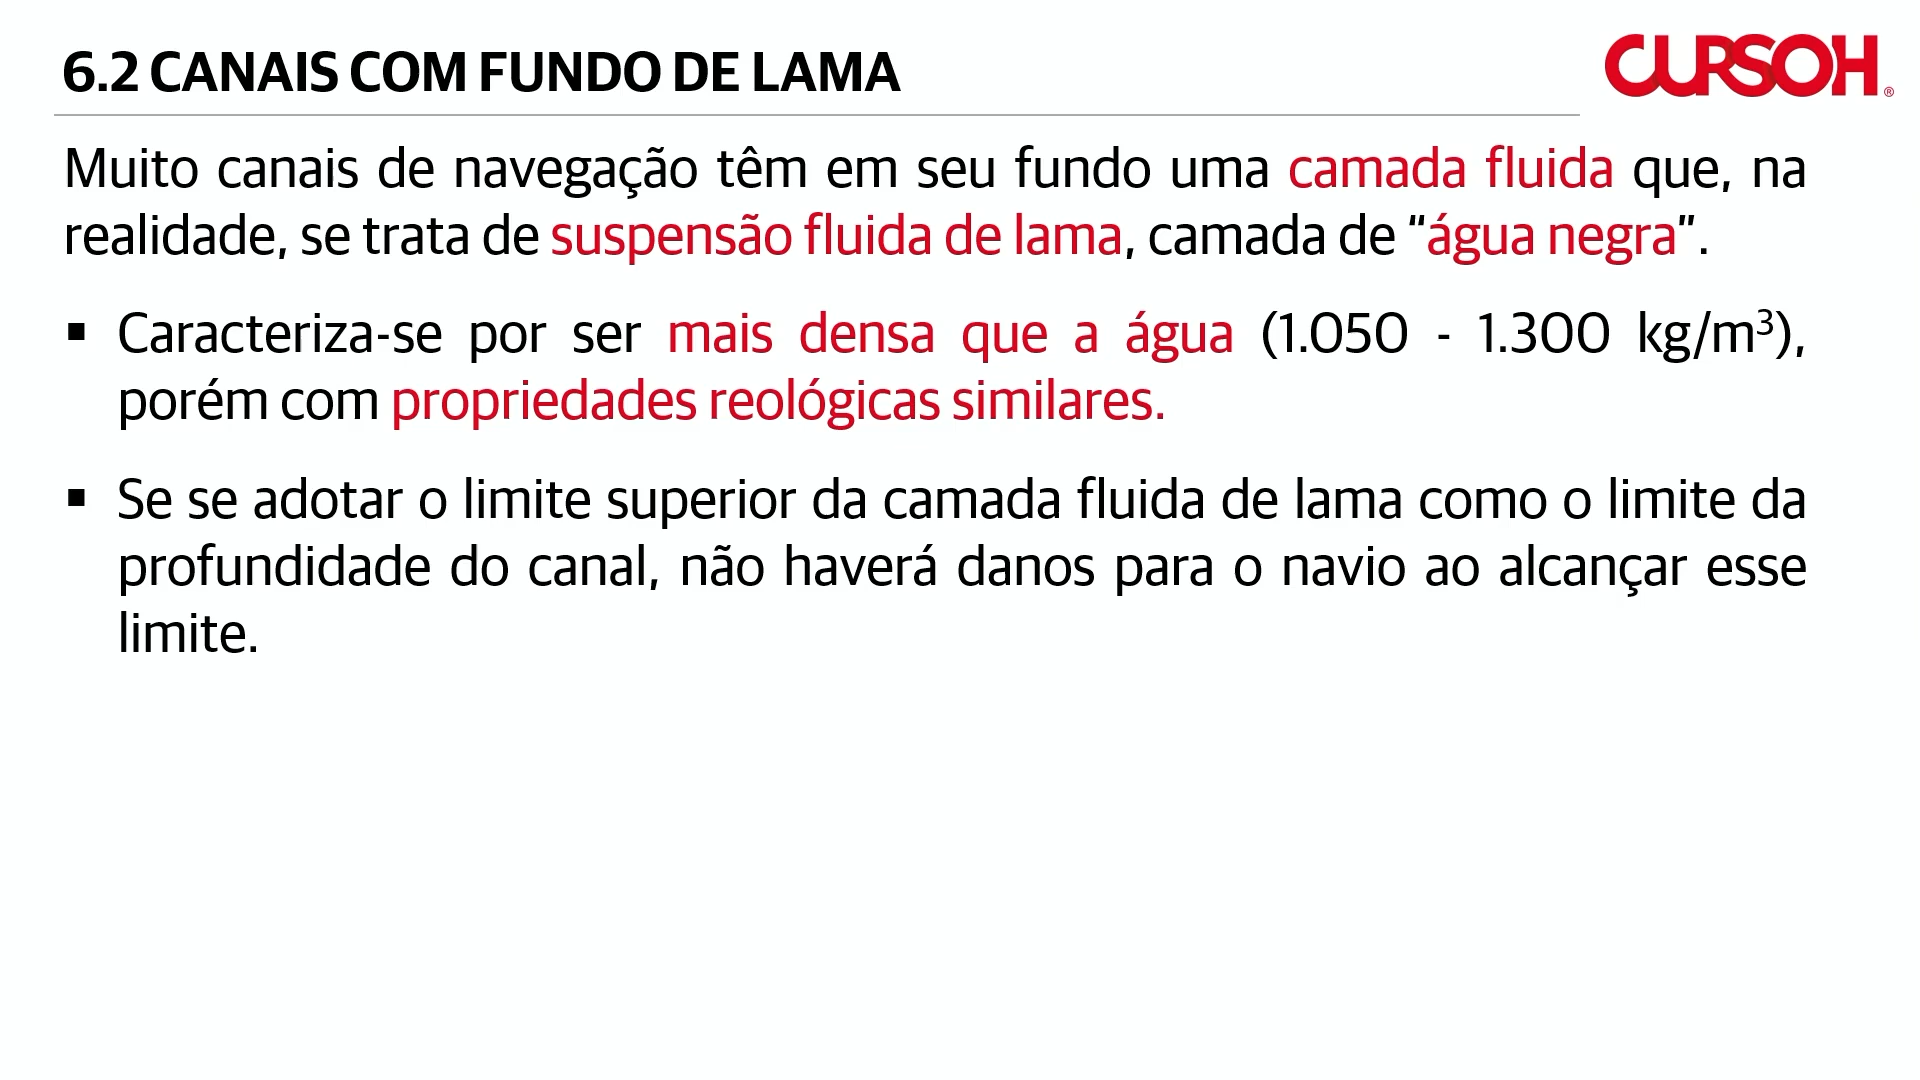 6.2 CANAIS COM FUNDO DE LAMA
CURSOH®
Muito canais de navegação têm em seu fundo uma camada fluida que, na
realidade, se trata de suspensão fluida de lama, camada de “água negra”.
▪ Caracteriza-se por ser mais densa que a água (1.050 - 1.300 kg/m³),
porém com propriedades reológicas similares.
▪ Se se adotar o limite superior da camada fluida de lama como o limite da
profundidade do canal, não haverá danos para o navio ao alcançar esse
limite.